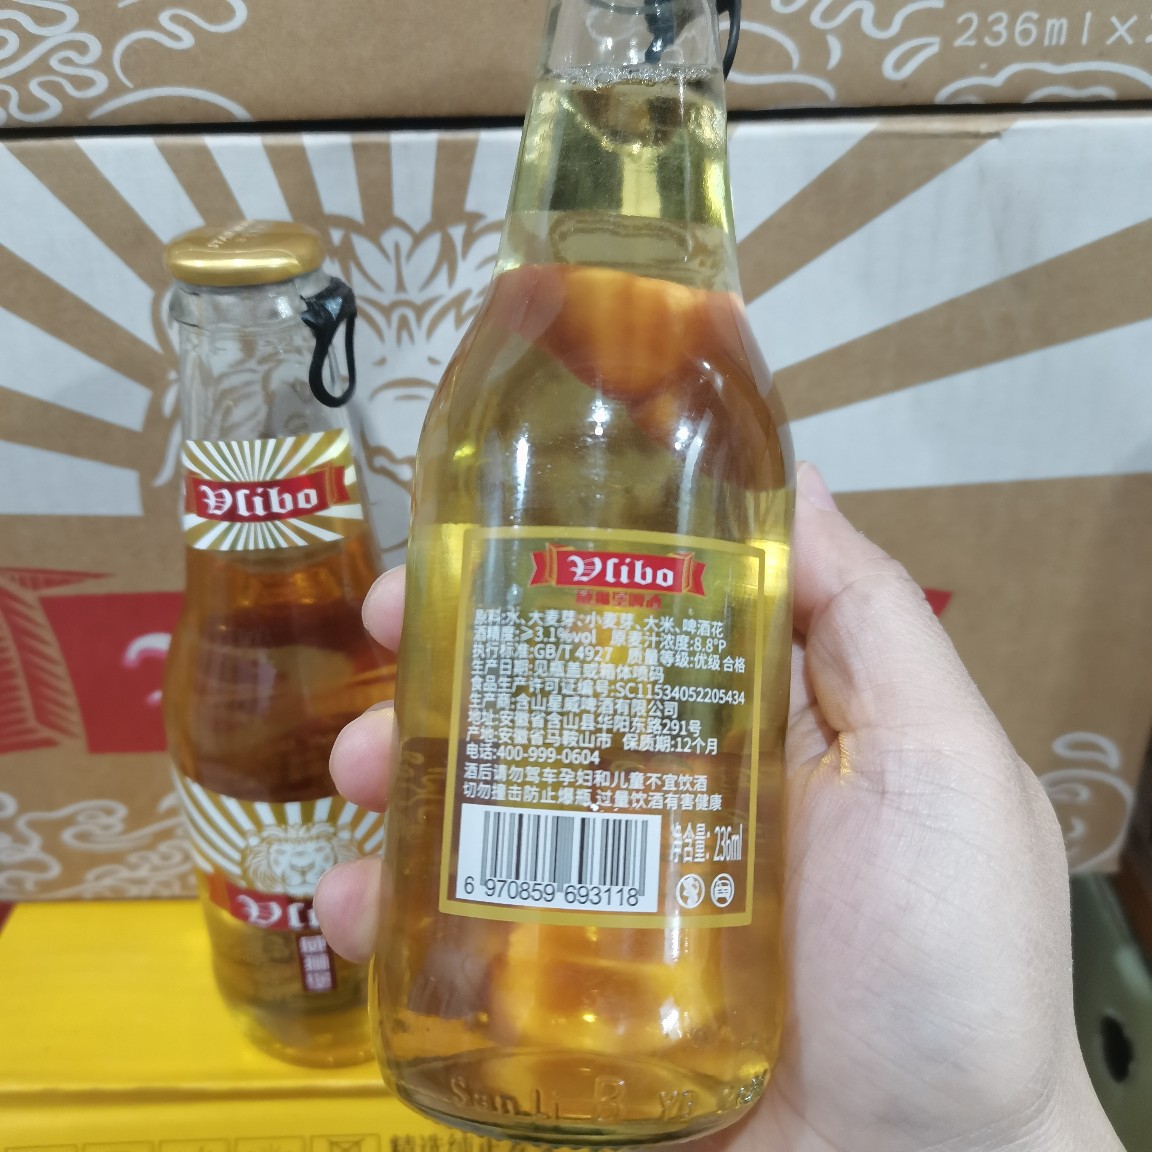 236ml×
Vlibo
Vlibo
Vlibo
原料:水、大麦芽、小麦芽、大米、啤酒花
酒精度:≥3.1%vol 原麦汁浓度:8.8°P
执行标准:GB/T 4927 质量等级:优级 合格
生产日期:见瓶盖或箱体喷码
食品生产许可证编号:SC11534052205434
生产商:含山星威啤酒有限公司
地址:安徽省含山县华阳东路291号
产地:安徽省马鞍山市 保质期:12个月
电话:400-999-0604
酒后请勿驾车孕妇和儿童不宜饮酒
切勿撞击防止爆瓶,过量饮酒有害健康
净含量: 236ml
6 970859 693118
San Li B
精选纯正